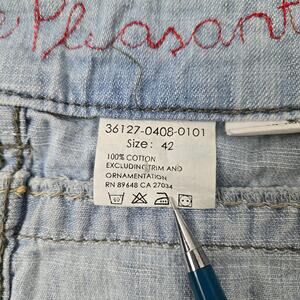 e Pleasant
36127-0408-0101
Size: 42
100% COTTON
EXCLUDING TRIM AND
ORNAMENTATION
RN 89648 CA 27034